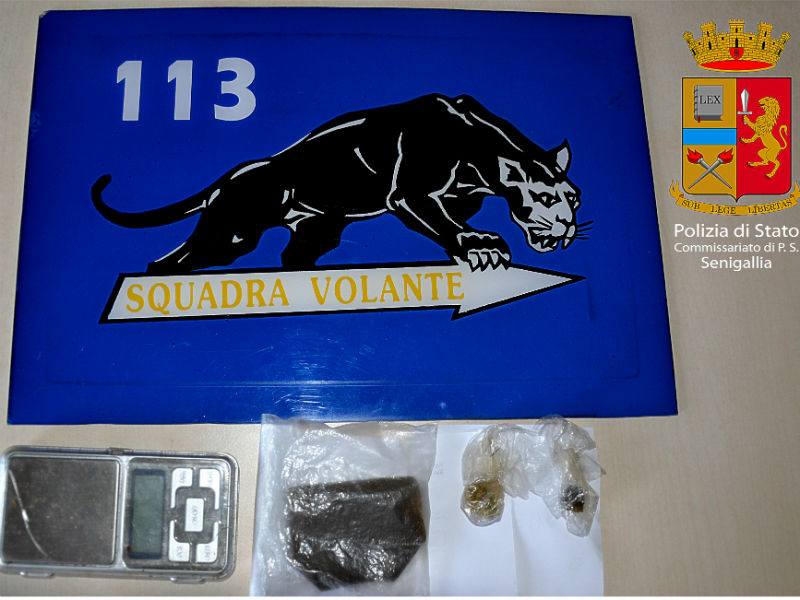 113
SQUADRA VOLANTE
LEX
SUB LEGE LIBERTAS
Polizia di Stato
Commissariato di P. S.
Senigallia